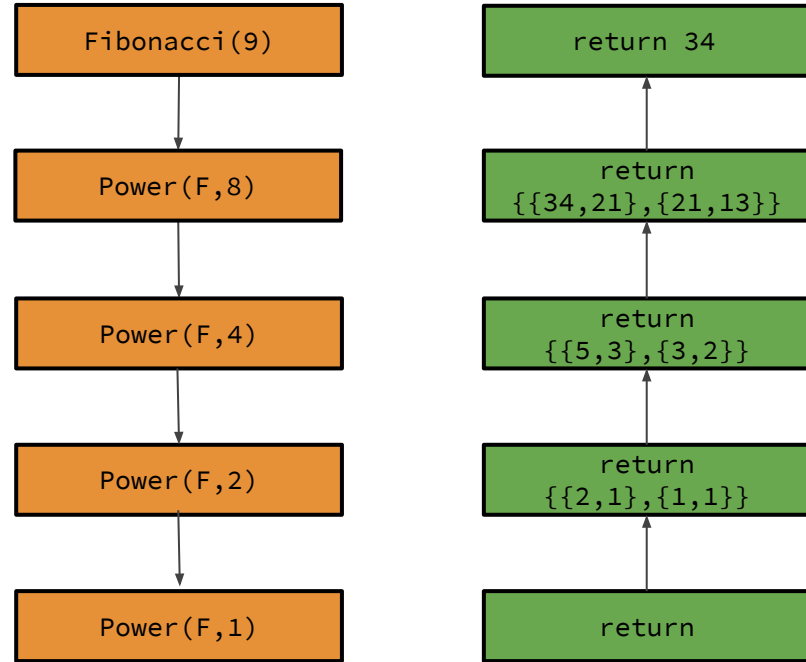 Fibonacci(9)
Power(F,8)
Power(F,4)
Power(F,2)
Power(F,1)
return 34
return
{{34,21},{21,13}}
return
{{5,3},{3,2}}
return
{{2,1},{1,1}}
return